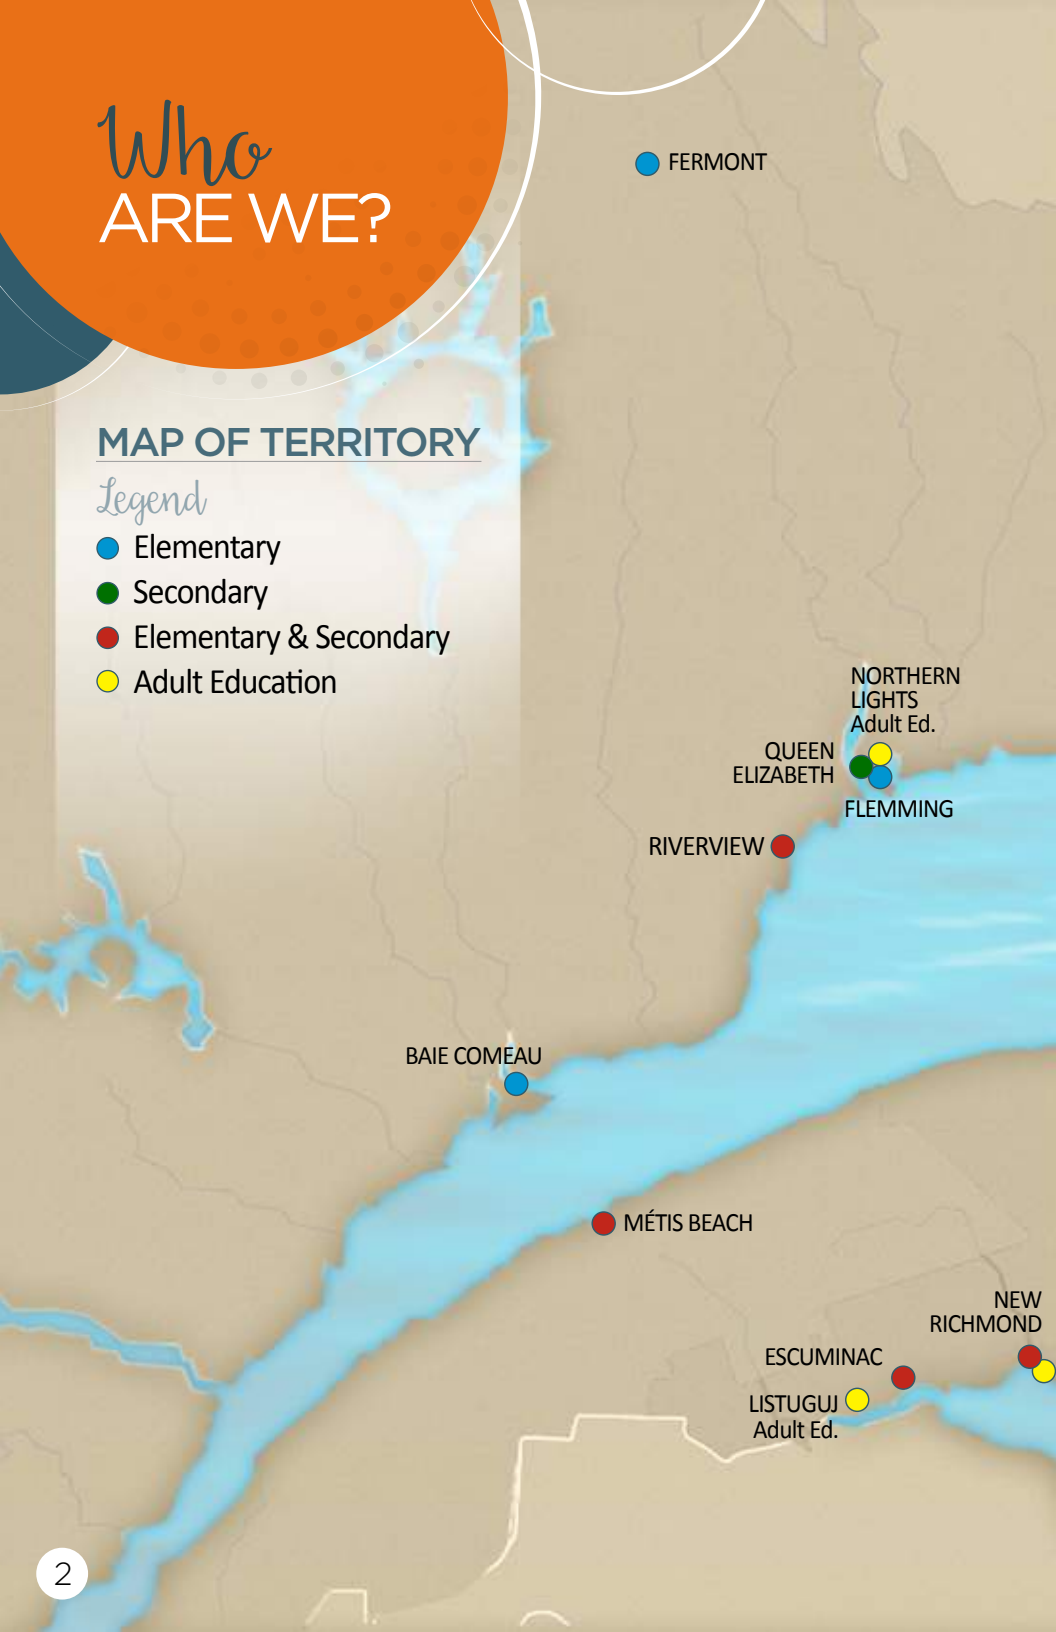 Who
ARE WE?
FERMONT
MAP OF TERRITORY
Legend
Elementary
Secondary
Elementary & Secondary
Adult Education
NORTHERN
LIGHTS
Adult Ed.
QUEEN
ELIZABETH
FLEMMING
RIVERVIEW
BAIE COMEAU
MÉTIS BEACH
NEW
RICHMOND
ESCUMINAC
LISTUGUJ
Adult Ed.
2